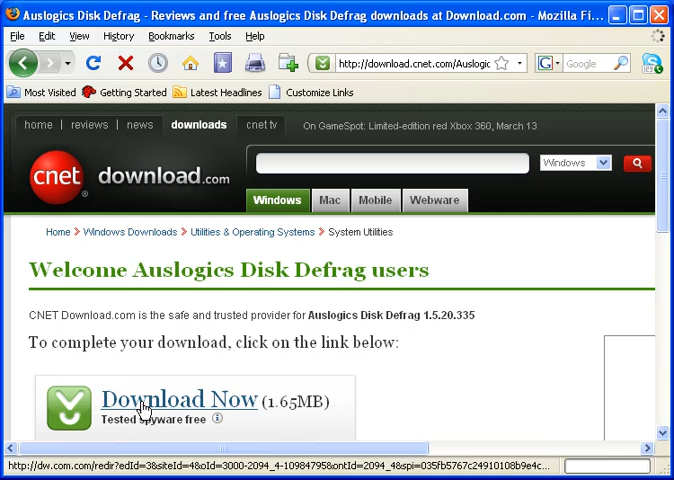 Auslogics Disk Defrag - Reviews and free Auslogics Disk Defrag downloads at Download.com - Mozilla Fi...
File Edit View History Bookmarks Tools Help
http://download.cnet.com/Auslogic G Google
Most Visited Getting Started Latest Headlines Customize Links
home | reviews | news downloads cnet tv On GameSpot: Limited-edition red Xbox 360, March 13
cnet download.com Windows
Windows Mac Mobile Webware
Home > Windows Downloads > Utilities & Operating Systems > System Utilities
Welcome Auslogics Disk Defrag users
CNET Download.com is the safe and trusted provider for Auslogics Disk Defrag 1.5.20.335
To complete your download, click on the link below:
Download Now (1.65MB)
Tested spyware free
http://dw.com.com/redir?edId=3&siteId=4&oId=3000-2094_4-10984795&ontId=2094_4&spi=035fb5767c24910108b9e4c...